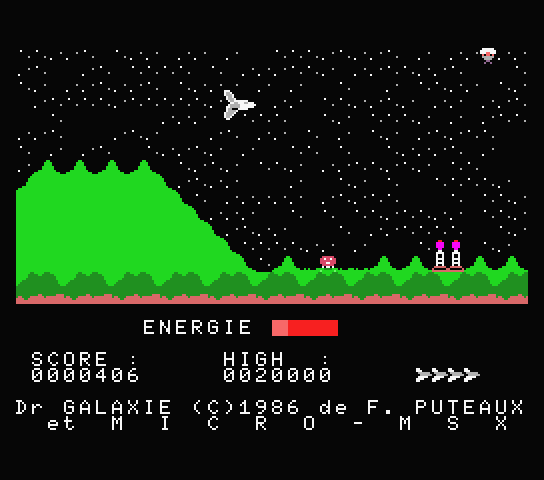 ENERGIE
SCORE : HIGH :
0000406 0020000
Dr GALAXIE (C)1986 de F. PUTEAUX
et M I C R O - M S X